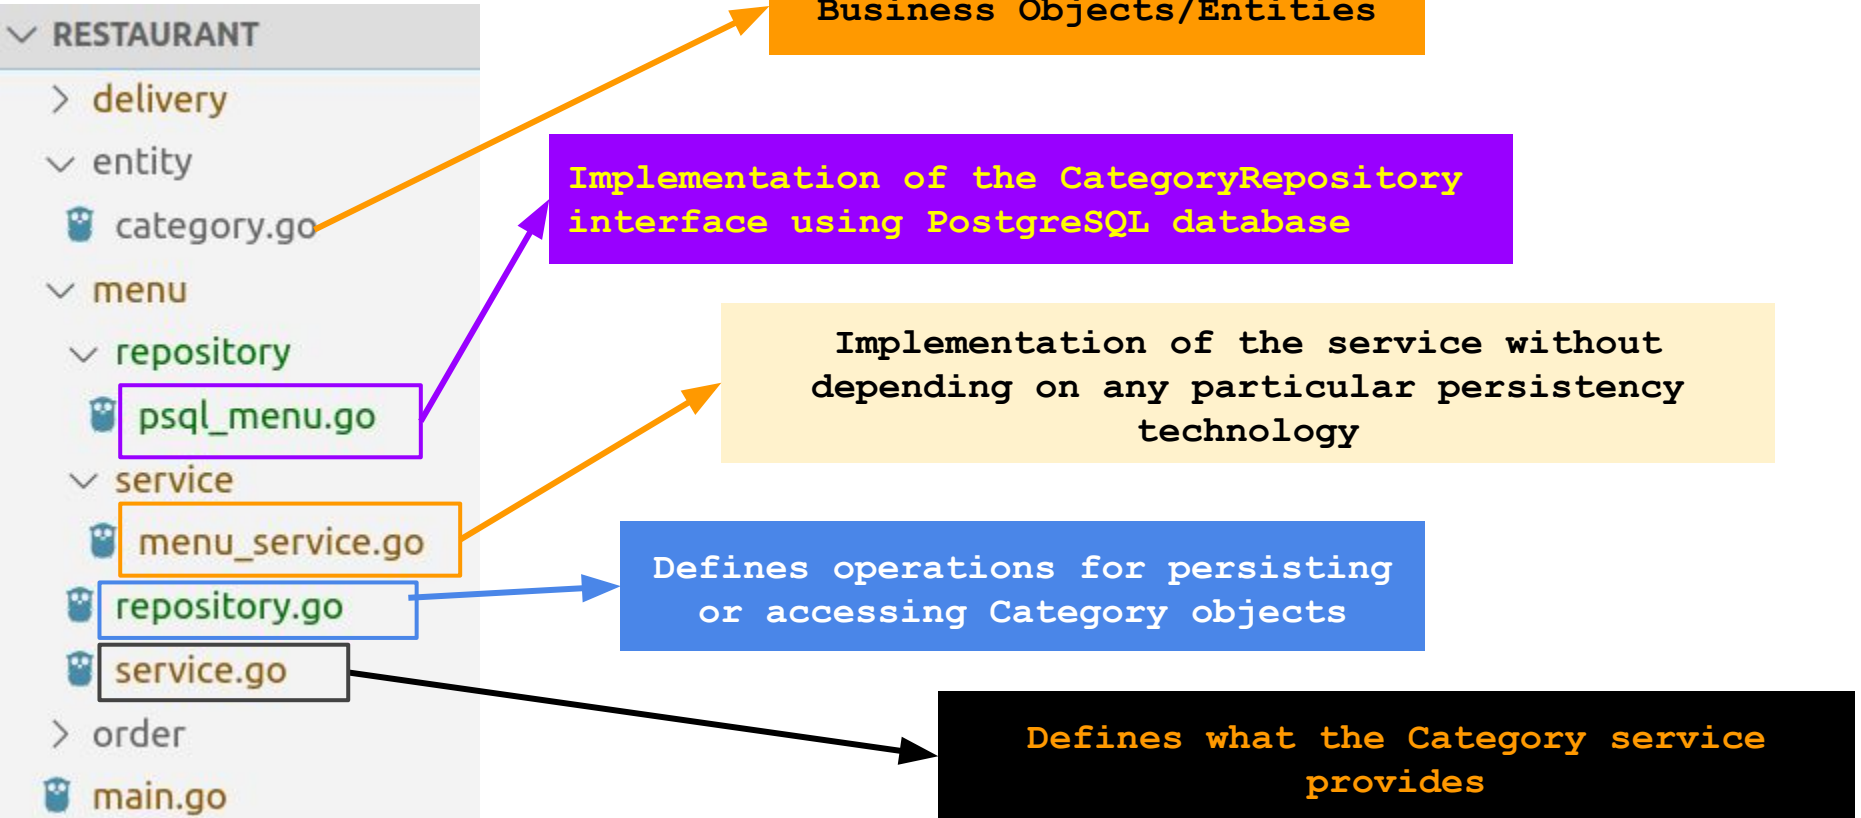 RESTAURANT
delivery
entity
category.go
menu
repository
psql_menu.go
service
menu_service.go
repository.go
service.go
order
main.go
Business Objects/Entities
Implementation of the CategoryRepository
interface using PostgreSQL database
Implementation of the service without
depending on any particular persistency
technology
Defines operations for persisting
or accessing Category objects
Defines what the Category service
provides